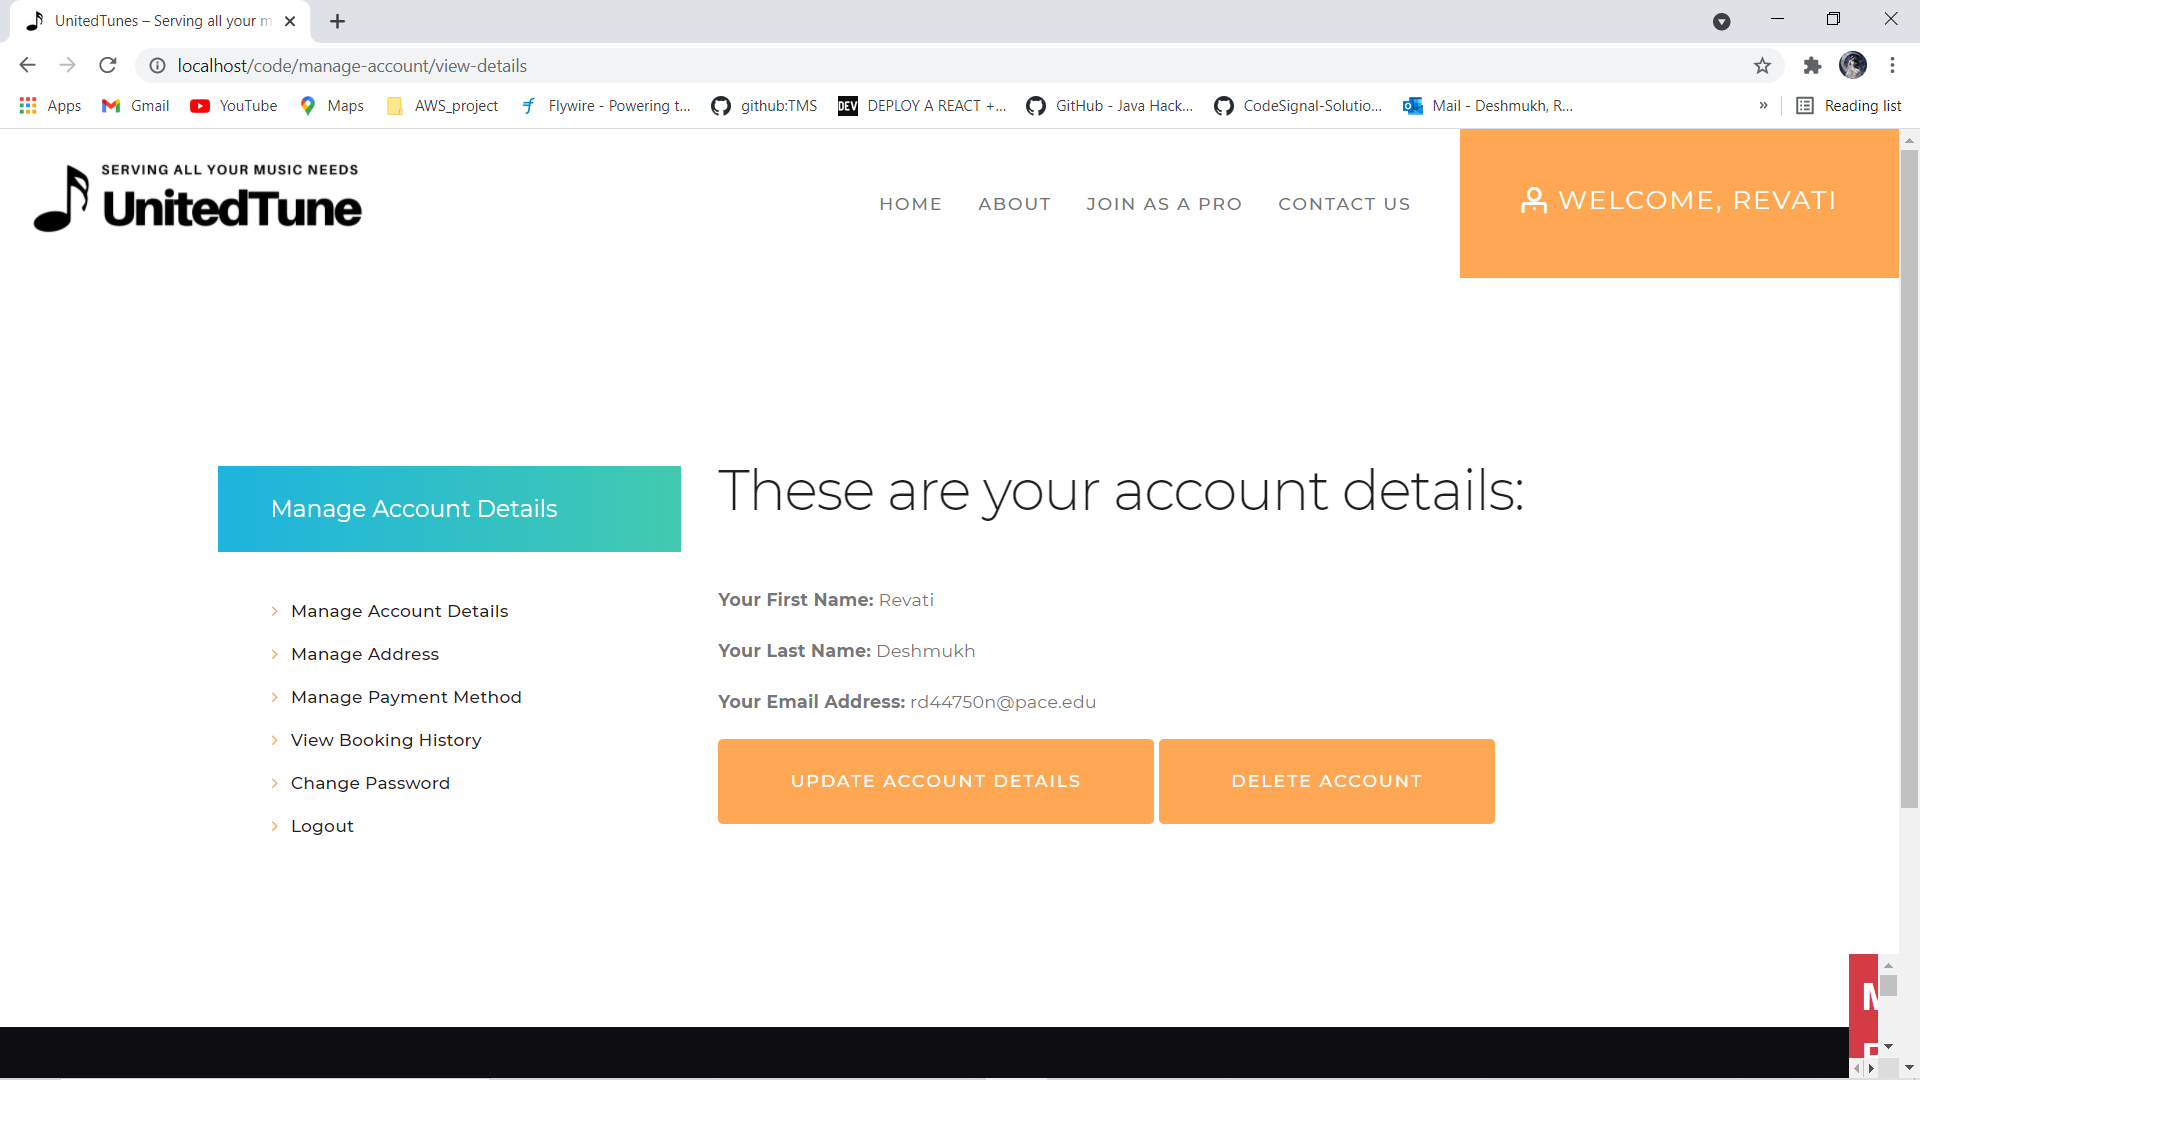 UnitedTunes – Serving all your m
localhost/code/manage-account/view-details
Apps Gmail YouTube Maps AWS_project Flywire - Powering t... github:TMS DEV DEPLOY A REACT +... GitHub - Java Hack... CodeSignal-Solutio... Mail - Deshmukh, R... » Reading list
SERVING ALL YOUR MUSIC NEEDS
UnitedTune
HOME ABOUT JOIN AS A PRO CONTACT US
WELCOME, REVATI
Manage Account Details
Manage Account Details
Manage Address
Manage Payment Method
View Booking History
Change Password
Logout
These are your account details:
Your First Name: Revati
Your Last Name: Deshmukh
Your Email Address: rd44750n@pace.edu
UPDATE ACCOUNT DETAILS DELETE ACCOUNT